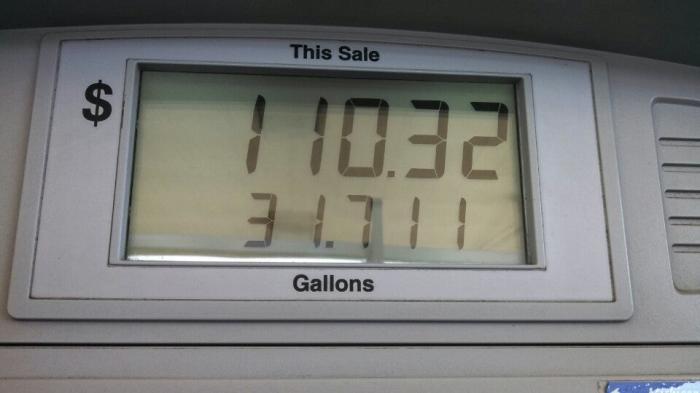 This Sale
$ 110.32
31.711
Gallons